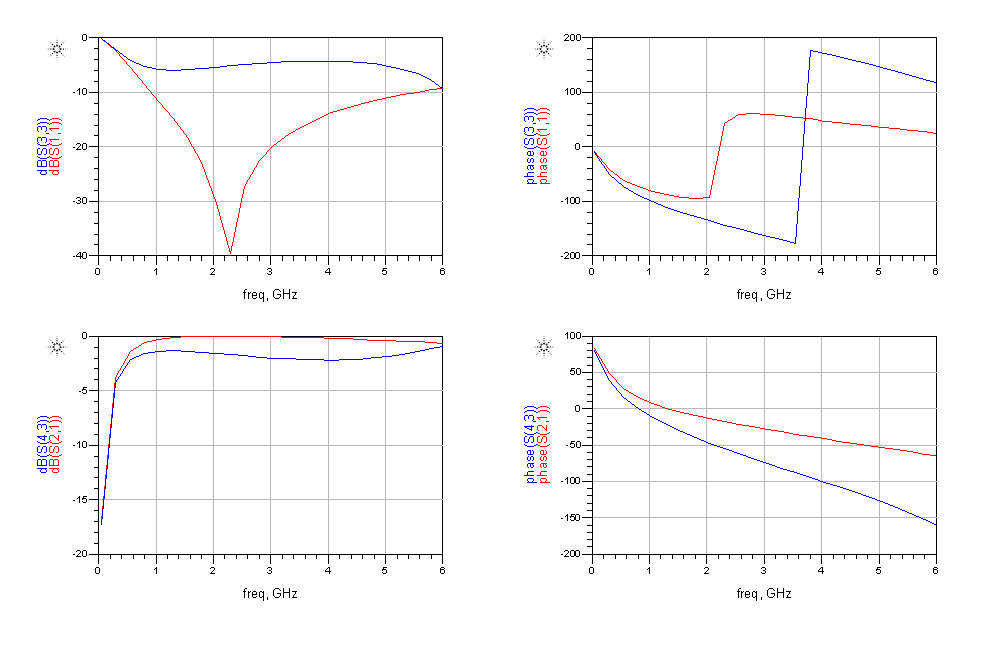 0
-10
-20
-30
-40
dB(S(3,3))
dB(S(1,1))
0 1 2 3 4 5 6
freq, GHz
200
100
0
-100
-200
phase(S(3,3))
phase(S(1,1))
0 1 2 3 4 5 6
freq, GHz
0
-5
-10
-15
-20
dB(S(4,3))
dB(S(2,1))
0 1 2 3 4 5 6
freq, GHz
100
50
0
-50
-100
-150
-200
phase(S(4,3))
phase(S(2,1))
0 1 2 3 4 5 6
freq, GHz